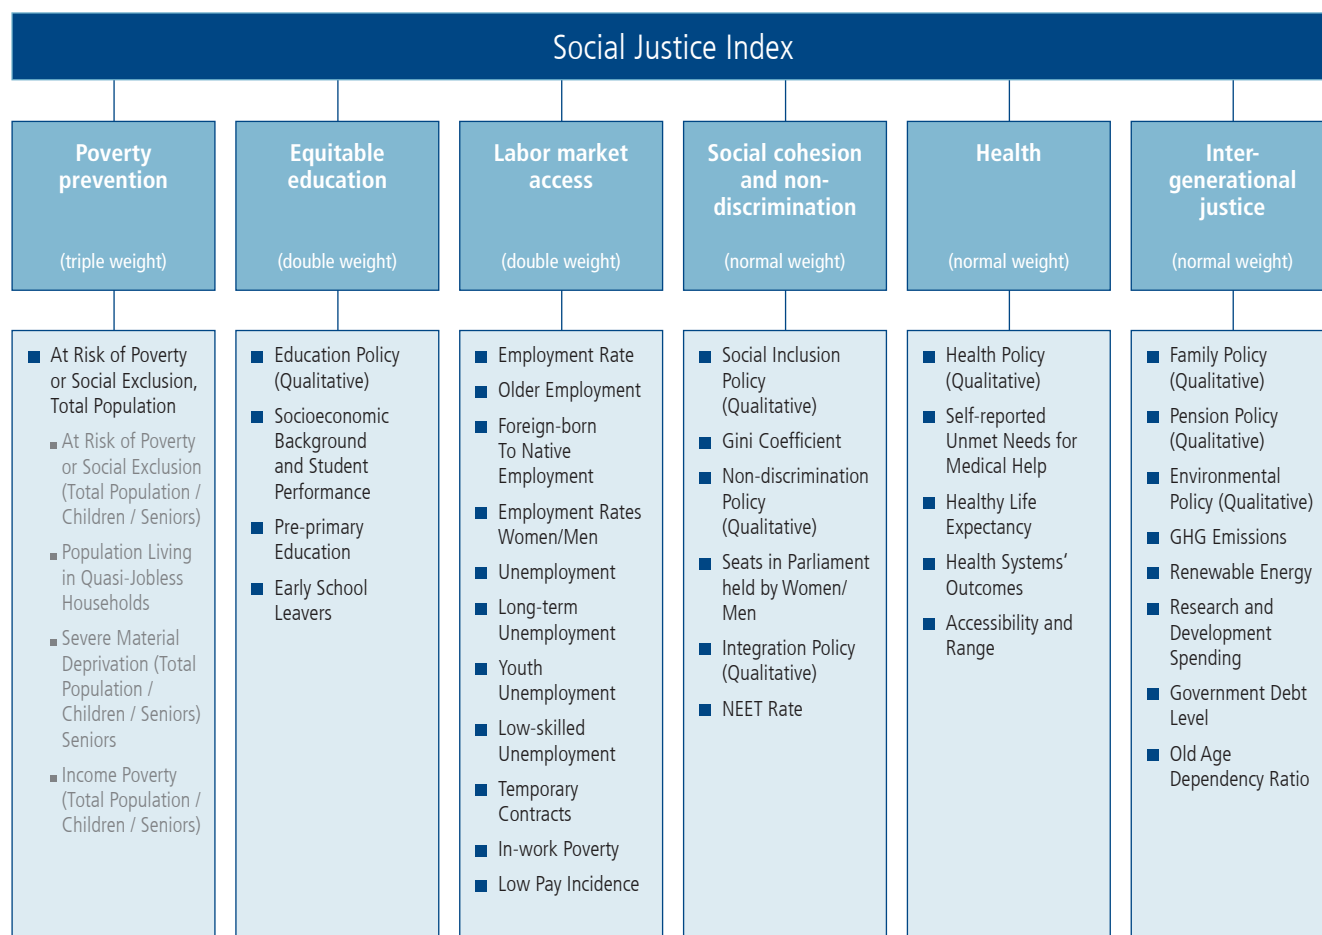 Social Justice Index
Poverty
prevention
(triple weight)
Equitable
education
(double weight)
Labor market
access
(double weight)
Social cohesion
and non-
discrimination
(normal weight)
Health
(normal weight)
Inter-
generational
justice
(normal weight)
At Risk of Poverty
or Social Exclusion,
Total Population
At Risk of Poverty
or Social Exclusion
(Total Population /
Children / Seniors)
Population Living
in Quasi-Jobless
Households
Severe Material
Deprivation (Total
Population /
Children / Seniors)
Seniors
Income Poverty
(Total Population /
Children / Seniors)
Education Policy
(Qualitative)
Socioeconomic
Background
and Student
Performance
Pre-primary
Education
Early School
Leavers
Employment Rate
Older Employment
Foreign-born
To Native
Employment
Employment Rates
Women/Men
Unemployment
Long-term
Unemployment
Youth
Unemployment
Low-skilled
Unemployment
Temporary
Contracts
In-work Poverty
Low Pay Incidence
Social Inclusion
Policy
(Qualitative)
Gini Coefficient
Non-discrimination
Policy
(Qualitative)
Seats in Parliament
held by Women/
Men
Integration Policy
(Qualitative)
NEET Rate
Health Policy
(Qualitative)
Self-reported
Unmet Needs for
Medical Help
Healthy Life
Expectancy
Health Systems’
Outcomes
Accessibility and
Range
Family Policy
(Qualitative)
Pension Policy
(Qualitative)
Environmental
Policy (Qualitative)
GHG Emissions
Renewable Energy
Research and
Development
Spending
Government Debt
Level
Old Age
Dependency Ratio